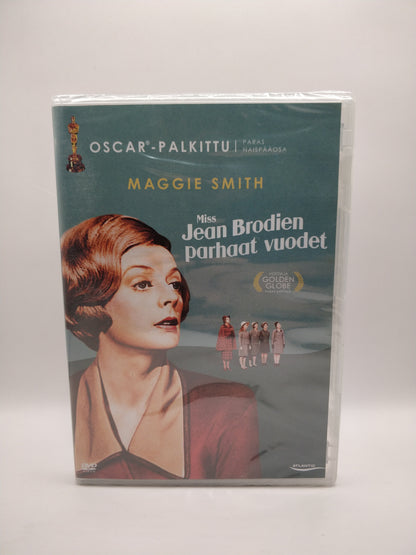 OSCAR®-PALKITTU
PARAS
NAISPÄÄOSA
MAGGIE SMITH
Miss
Jean Brodien
parhaat vuodet
GOLDEN
GLOBE
DVD
ATLANTIC